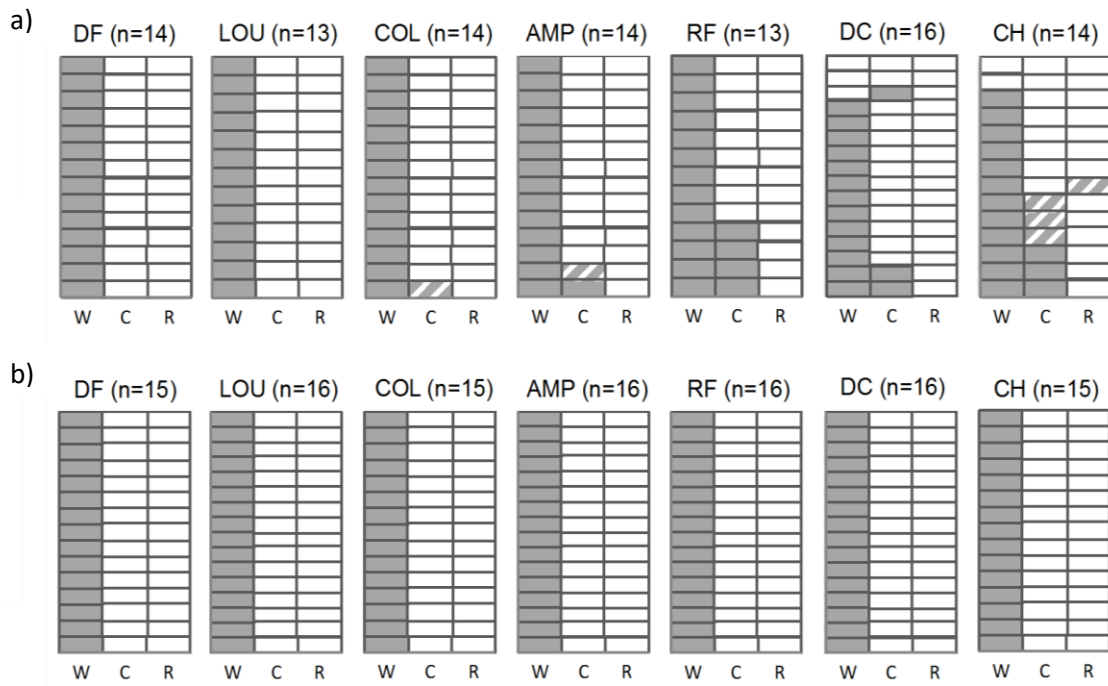 a)
DF (n=14) LOU (n=13) COL (n=14) AMP (n=14) RF (n=13) DC (n=16) CH (n=14)
W C R W C R W C R W C R W C R W C R W C R
b)
DF (n=15) LOU (n=16) COL (n=15) AMP (n=16) RF (n=16) DC (n=16) CH (n=15)
W C R W C R W C R W C R W C R W C R W C R